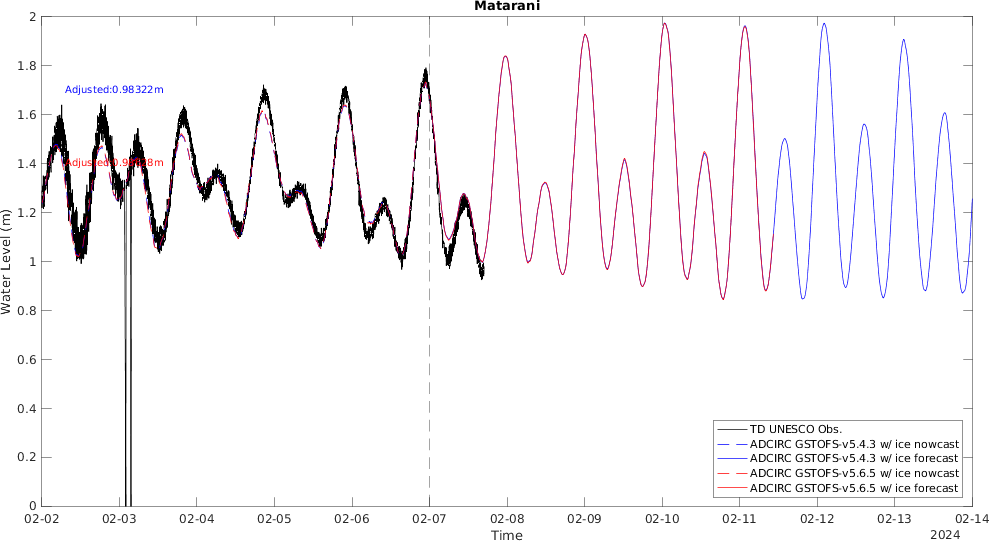 Matarani
2
1.8
1.6
1.4
1.2
1
0.8
0.6
0.4
0.2
0
Water Level (m)
Adjusted:0.98322m
TD UNESCO Obs.
ADCIRC GSTOFS-v5.4.3 w/ ice nowcast
ADCIRC GSTOFS-v5.4.3 w/ ice forecast
ADCIRC GSTOFS-v5.6.5 w/ ice nowcast
ADCIRC GSTOFS-v5.6.5 w/ ice forecast
02-02 02-03 02-04 02-05 02-06 02-07 02-08 02-09 02-10 02-11 02-12 02-13 02-14
Time
2024